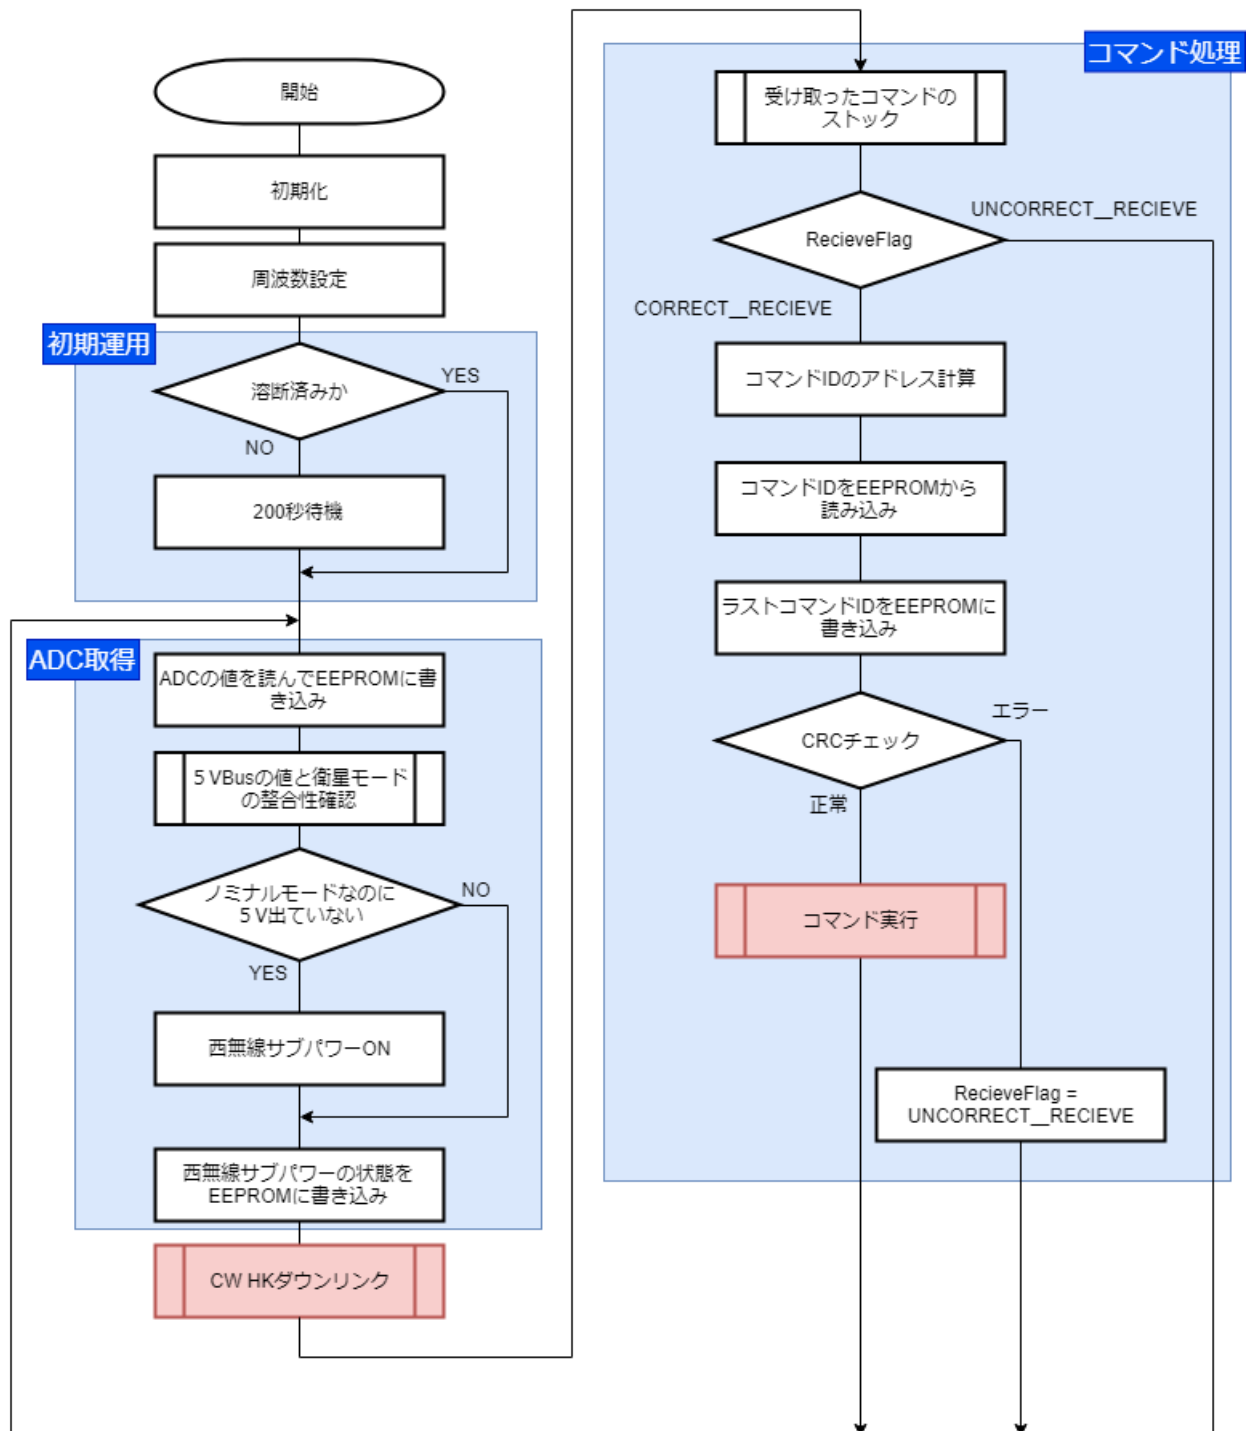 開始
初期化
周波数設定
初期運用
溶断済みか
YES
NO
200秒待機
ADC取得
ADCの値を読んでEEPROMに書
き込み
5 VBusの値と衛星モード
の整合性確認
ノミナルモードなのに
5 V出ていない
NO
YES
西無線サブパワーON
西無線サブパワーの状態を
EEPROMに書き込み
CW HKダウンリンク
コマンド処理
受け取ったコマンドの
ストック
RecieveFlag
UNCORRECT__RECIEVE
CORRECT__RECIEVE
コマンドIDのアドレス計算
コマンドIDをEEPROMから
読み込み
ラストコマンドIDをEEPROMに
書き込み
CRCチェック
エラー
正常
コマンド実行
RecieveFlag =
UNCORRECT__RECIEVE